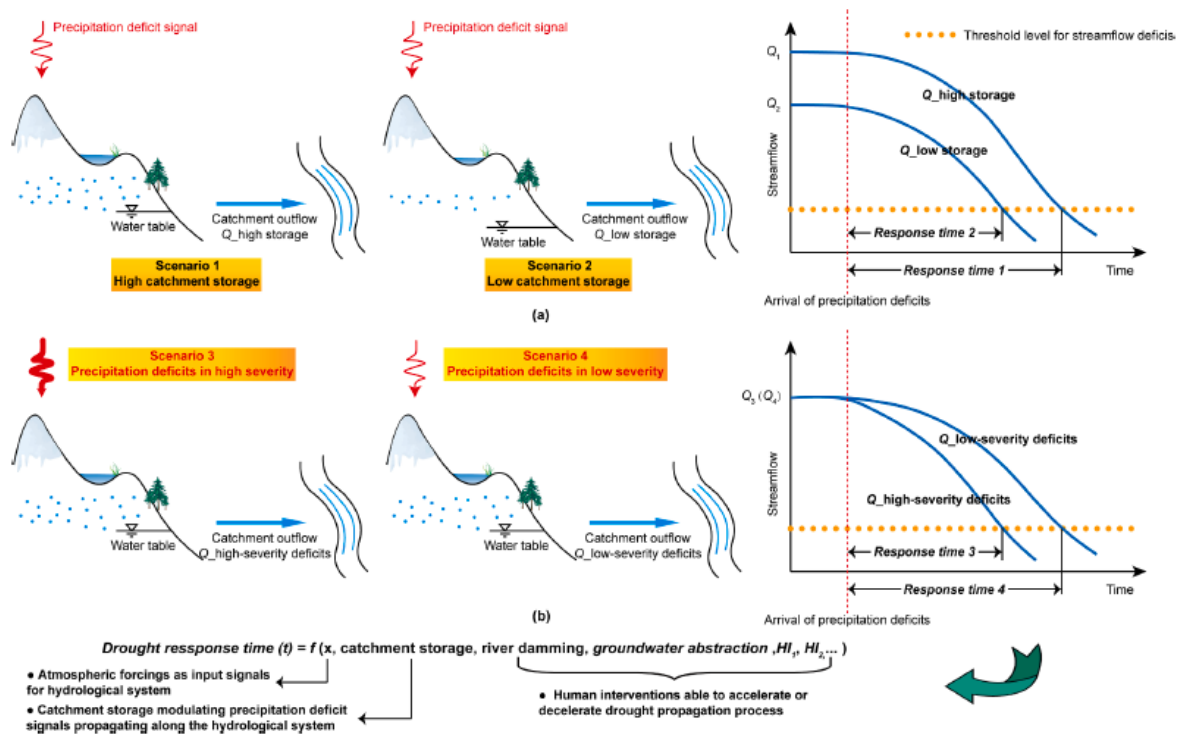 Precipitation deficit signal
Water table
Catchment outflow
Q_high storage
Scenario 1
High catchment storage
Precipitation deficit signal
Water table
Catchment outflow
Q_low storage
Scenario 2
Low catchment storage
Threshold level for streamflow deficis
Q1
Q2
Streamflow
Q_high storage
Q_low storage
Response time 2
Response time 1
Time
Arrival of precipitation deficits
(a)
Scenario 3
Precipitation deficits in high severity
Water table
Catchment outflow
Q_high-severity deficits
Scenario 4
Precipitation deficits in low severity
Water table
Catchment outflow
Q_low-severity deficits
Q3 (Q4)
Streamflow
Q_low-severity deficits
Q_high-severity deficits
Response time 3
Response time 4
Time
Arrival of precipitation deficits
(b)
Drought ressponse time (t) = f (x, catchment storage, river damming, groundwater abstraction ,HI1, HI2,... )
● Atmospheric forcings as input signals
for hydrological system
● Catchment storage modulating precipitation deficit
signals propagating along the hydrological system
● Human interventions able to accelerate or
decelerate drought propagation process